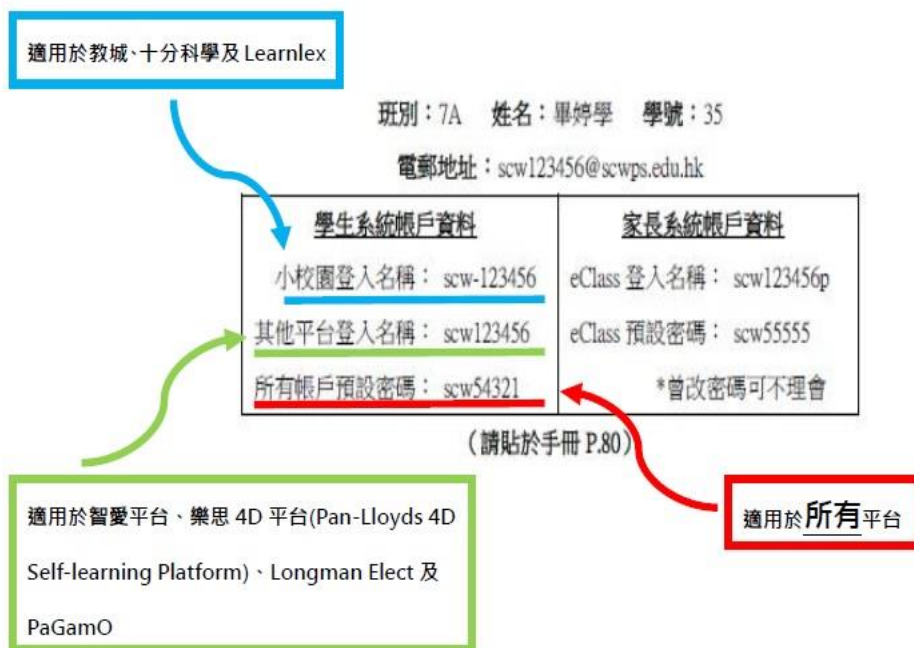 適用於教城、十分科學及 Learnlex
班別：7A 姓名：畢婷學 學號：35
電郵地址：scw123456@scwps.edu.hk
學生系統帳戶資料
小校園登入名稱： scw-123456
其他平台登入名稱： scw123456
所有帳戶預設密碼： scw54321
家長系統帳戶資料
eClass 登入名稱： scw123456p
eClass 預設密碼： scw55555
*曾改密碼可不理會
（請貼於手冊 P.80）
適用於智愛平台、樂思 4D 平台(Pan-Lloyds 4D
Self-learning Platform)、Longman Elect 及
PaGamO
適用於所有平台